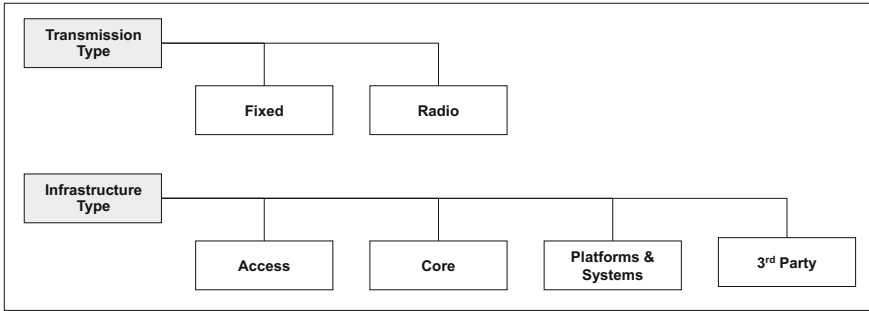 Transmission
Type
Fixed
Radio
Infrastructure
Type
Access
Core
Platforms &
Systems
3rd Party